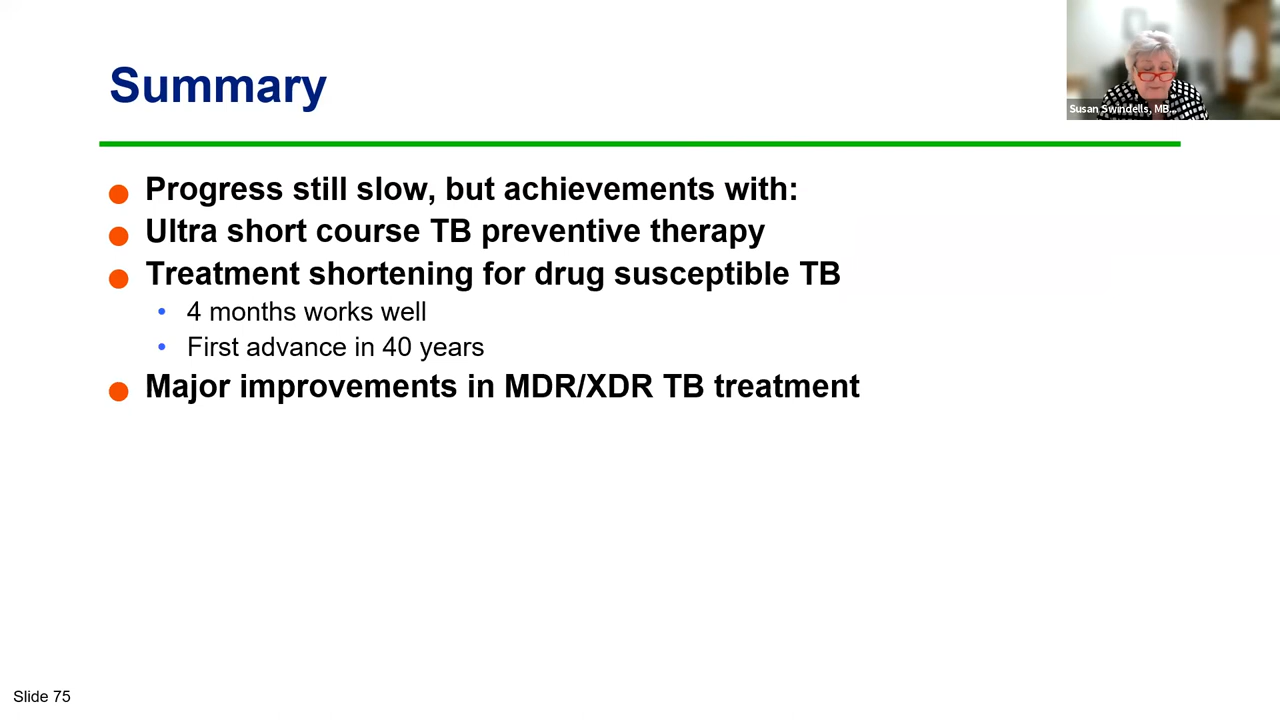 Summary
Susan Swindells, MB...
● Progress still slow, but achievements with:
● Ultra short course TB preventive therapy
● Treatment shortening for drug susceptible TB
• 4 months works well
• First advance in 40 years
● Major improvements in MDR/XDR TB treatment
Slide 75